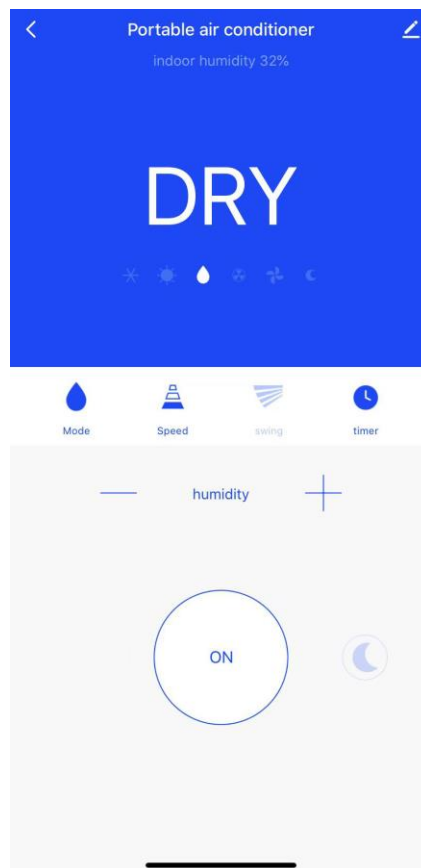 Portable air conditioner
indoor humidity 32%
DRY
Mode Speed swing timer
humidity
ON